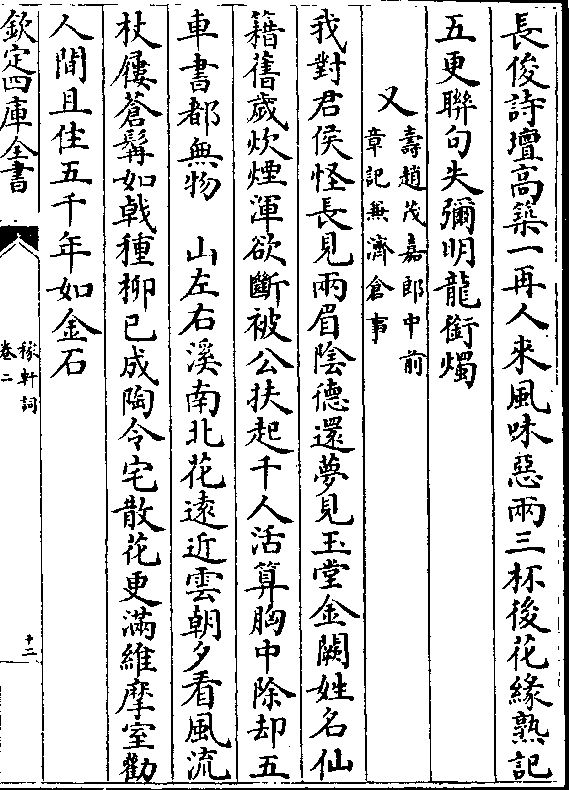 長俊詩壇高築一再人來風味惡兩三杯後花緣熟記
五更聯句失彌明龍銜燭
又壽趙茂嘉郎中前
章記兼濟倉事
我對君侯怪長見兩眉陰德還夢見玉堂金闕姓名仙
籍舊歲炊煙渾欲斷被公扶起千人活算胸中除却五
車書都無物　山左右溪南北花遠近雲朝夕看風流
杖屨蒼髯如戟種柳已成陶令宅散花更滿維摩室勸
人間且住五千年如金石
欽定四庫全書
稼軒詞
卷二
十二